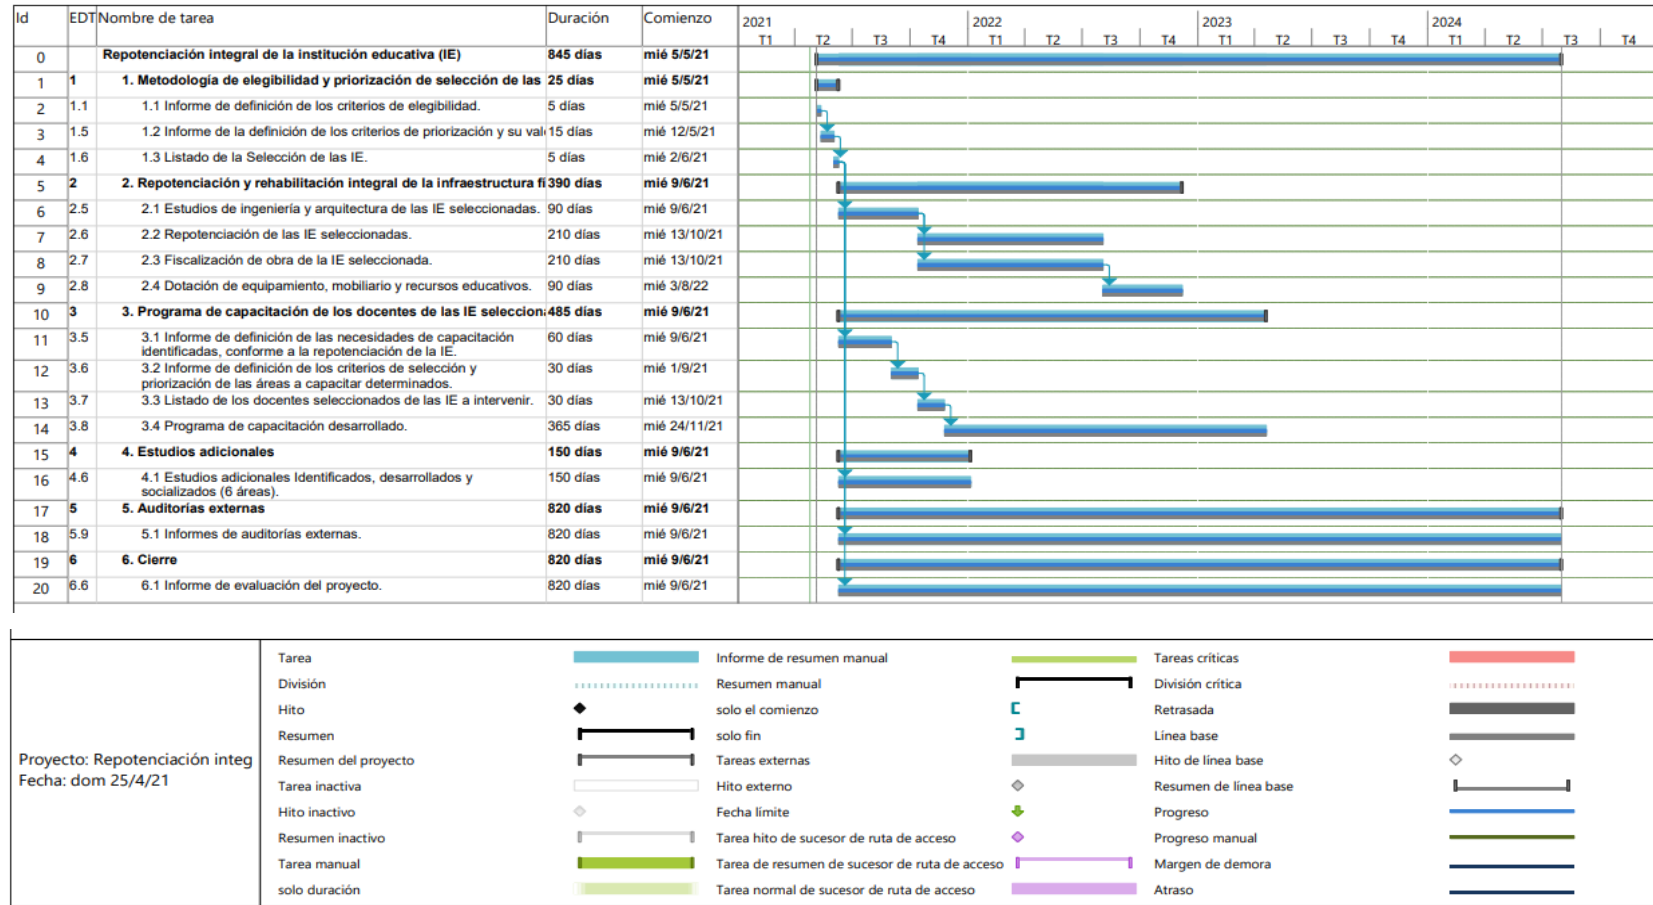 Id EDT Nombre de tarea Duración Comienzo 2021 2022 2023 2024
T1 T2 T3 T4 T1 T2 T3 T4 T1 T2 T3 T4 T1 T2 T3 T4
0 Repotenciación integral de la institución educativa (IE) 845 días mié 5/5/21
1 1 1. Metodología de elegibilidad y priorización de selección de las 25 días mié 5/5/21
2 1.1 1.1 Informe de definición de los criterios de elegibilidad. 5 días mié 5/5/21
3 1.5 1.2 Informe de la definición de los criterios de priorización y su val 15 días mié 12/5/21
4 1.6 1.3 Listado de la Selección de las IE. 5 días mié 2/6/21
5 2 2. Repotenciación y rehabilitación integral de la infraestructura fí 390 días mié 9/6/21
6 2.5 2.1 Estudios de ingeniería y arquitectura de las IE seleccionadas. 90 días mié 9/6/21
7 2.6 2.2 Repotenciación de las IE seleccionadas. 210 días mié 13/10/21
8 2.7 2.3 Fiscalización de obra de la IE seleccionada. 210 días mié 13/10/21
9 2.8 2.4 Dotación de equipamiento, mobiliario y recursos educativos. 90 días mié 3/8/22
10 3 3. Programa de capacitación de los docentes de las IE seleccion 485 días mié 9/6/21
11 3.5 3.1 Informe de definición de las necesidades de capacitación 60 días mié 9/6/21
identificadas, conforme a la repotenciación de la IE.
12 3.6 3.2 Informe de definición de los criterios de selección y 30 días mié 1/9/21
priorización de las áreas a capacitar determinados.
13 3.7 3.3 Listado de los docentes seleccionados de las IE a intervenir. 30 días mié 13/10/21
14 3.8 3.4 Programa de capacitación desarrollado. 365 días mié 24/11/21
15 4 4. Estudios adicionales 150 días mié 9/6/21
16 4.6 4.1 Estudios adicionales Identificados, desarrollados y 150 días mié 9/6/21
socializados (6 áreas).
17 5 5. Auditorías externas 820 días mié 9/6/21
18 5.9 5.1 Informes de auditorías externas. 820 días mié 9/6/21
19 6 6. Cierre 820 días mié 9/6/21
20 6.6 6.1 Informe de evaluación del proyecto. 820 días mié 9/6/21
Proyecto: Repotenciación integ
Fecha: dom 25/4/21
Tarea Informe de resumen manual Tareas críticas
División Resumen manual División crítica
Hito solo el comienzo Retrasada
Resumen solo fin Línea base
Resumen del proyecto Tareas externas Hito de línea base
Tarea inactiva Hito externo Resumen de línea base
Hito inactivo Fecha límite Progreso
Resumen inactivo Tarea hito de sucesor de ruta de acceso Progreso manual
Tarea manual Tarea de resumen de sucesor de ruta de acceso Margen de demora
solo duración Tarea normal de sucesor de ruta de acceso Atraso